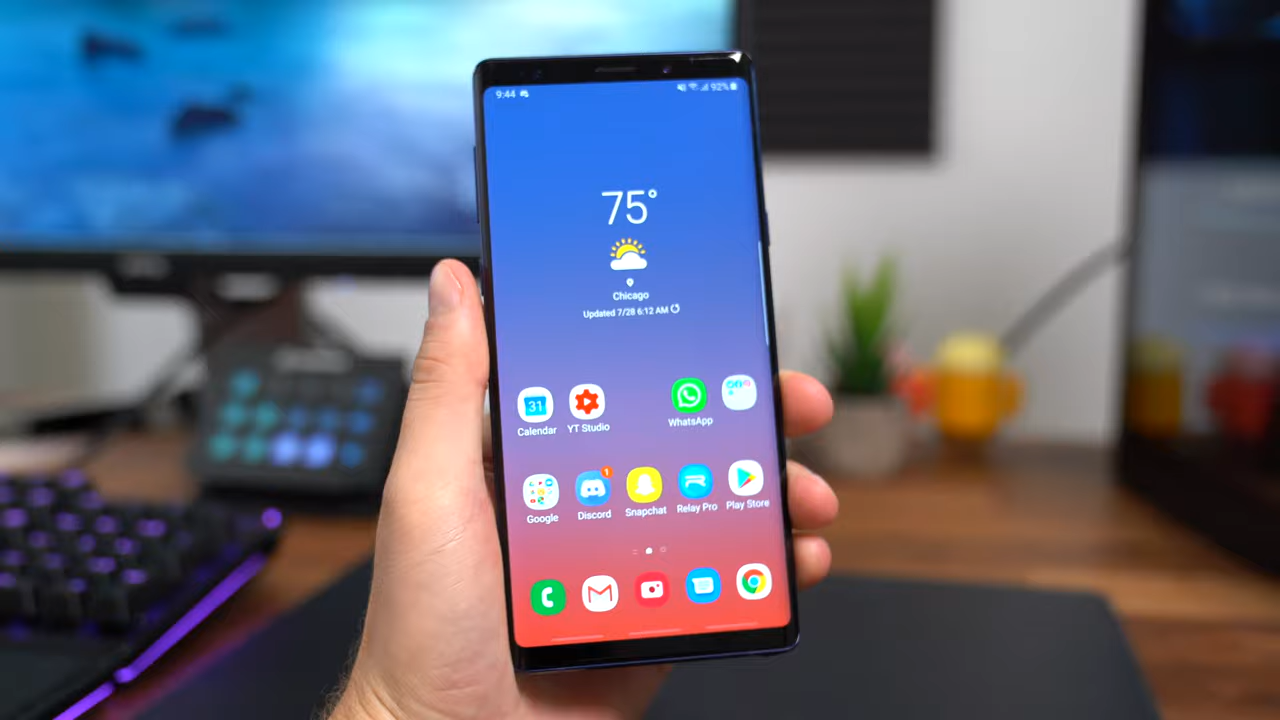 9:44
92%
75°
Chicago
Updated 7/28 6:12 AM
31
Calendar
YT Studio
WhatsApp
1
Google
Discord
Snapchat
Relay Pro
Play Store